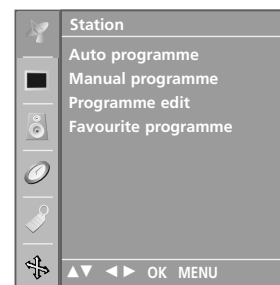 Station
Auto programme
Manual programme
Programme edit
Favourite programme
▲▼ ◄► OK MENU